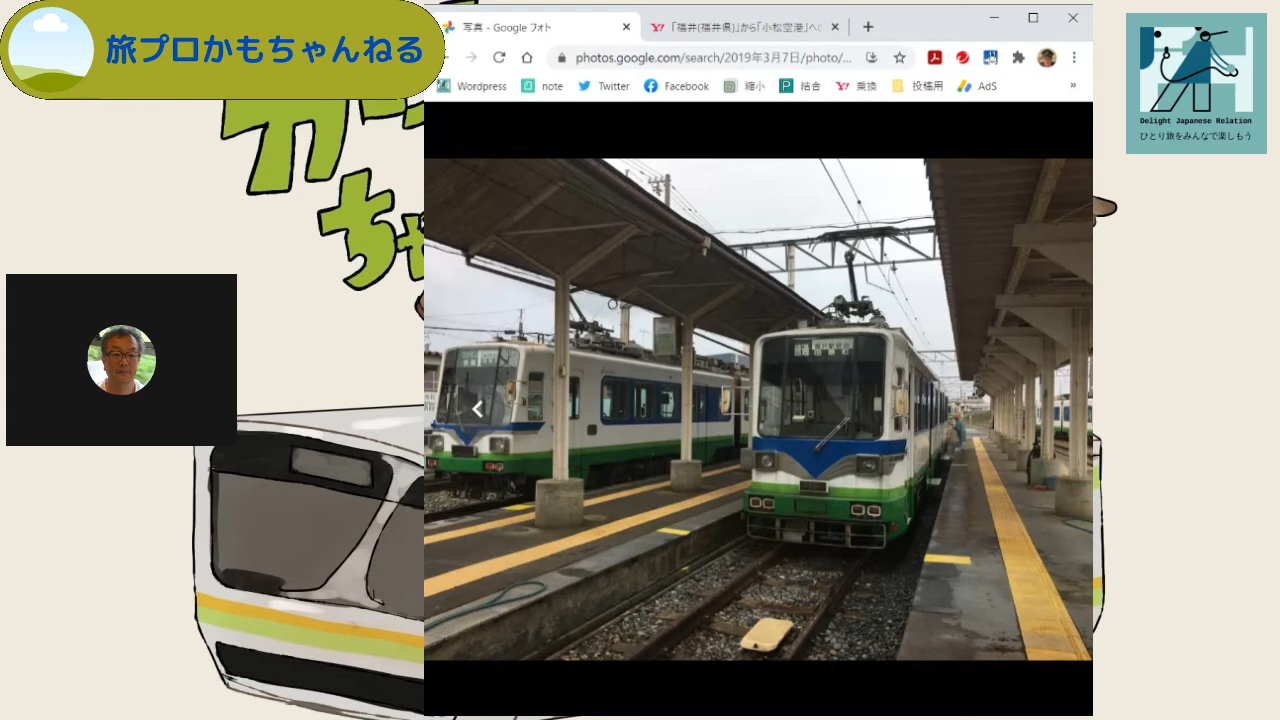 旅プロかもちゃんねる
写真 - Google フォト
「福井(福井県)」から「小松空港」への
photos.google.com/search/2019年3月7日/photo/...
Wordpress
note
Twitter
Facebook
縮小
結合
乗換
投稿用
AdS
»
ちゃ
Delight Japanese Relation
ひとり旅をみんなで楽しもう